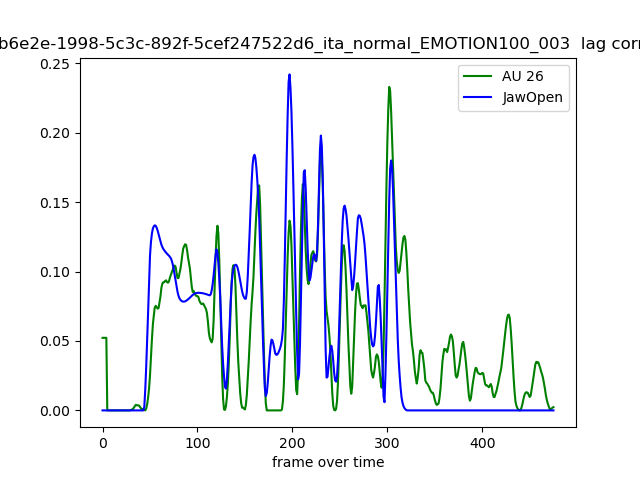 b6e2e-1998-5c3c-892f-5cef247522d6_ita_normal_EMOTION100_003 lag corr
AU 26
JawOpen
0.25
0.20
0.15
0.10
0.05
0.00
0 100 200 300 400
frame over time